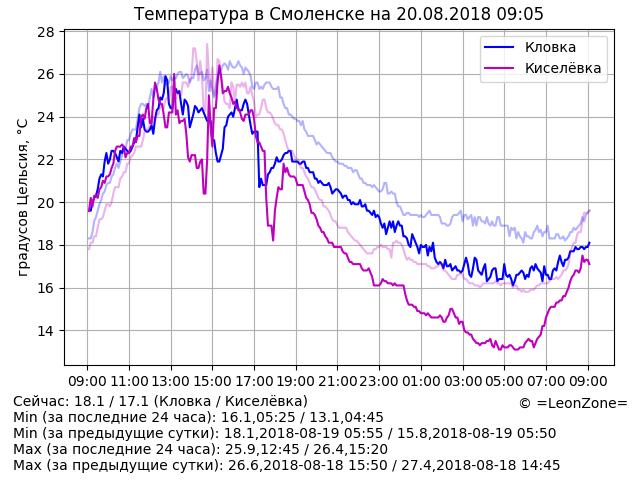 Температура в Смоленске на 20.08.2018 09:05
градусов Цельсия, °C
28
26
24
22
20
18
16
14
Кловка
Киселёвка
09:00 11:00 13:00 15:00 17:00 19:00 21:00 23:00 01:00 03:00 05:00 07:00 09:00
Сейчас: 18.1 / 17.1 (Кловка / Киселёвка)
© =LeonZone=
Min (за последние 24 часа): 16.1,05:25 / 13.1,04:45
Min (за предыдущие сутки): 18.1,2018-08-19 05:55 / 15.8,2018-08-19 05:50
Max (за последние 24 часа): 25.9,12:45 / 26.4,15:20
Max (за предыдущие сутки): 26.6,2018-08-18 15:50 / 27.4,2018-08-18 14:45